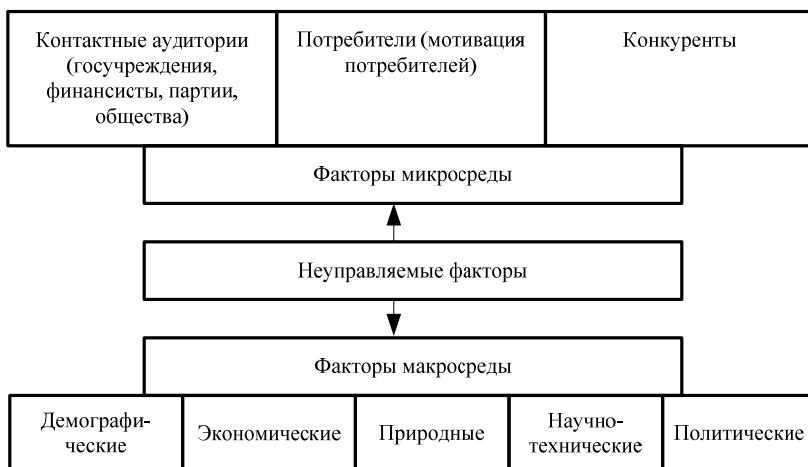 Контактные аудитории
(госучреждения,
финансисты, партии,
общества)
Потребители (мотивация
потребителей)
Конкуренты
Факторы микросреды
Неуправляемые факторы
Факторы макросреды
Демографи-
ческие
Экономические
Природные
Научно-
технические
Политические